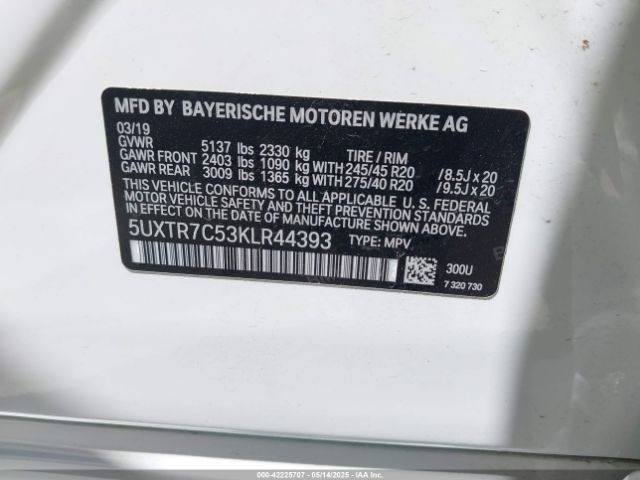 MFD BY BAYERISCHE MOTOREN WERKE AG
03/19
GVWR 5137 lbs 2330 kg TIRE / RIM
GAWR FRONT 2403 lbs 1090 kg WITH 245/45 R20 /8.5J x 20
GAWR REAR 3009 lbs 1365 kg WITH 275/40 R20 /9.5J x 20
THIS VEHICLE CONFORMS TO ALL APPLICABLE U. S. FEDERAL
MOTOR VEHICLE SAFETY STANDARDS IN EFFECT ON THE DATE OF
MANUFACTURE SHOWN ABOVE.
5UXTR7C53KLR44393 TYPE: MPV
300U
7 320 730
000-42225707 - 05/14/2025 - IAA Inc.